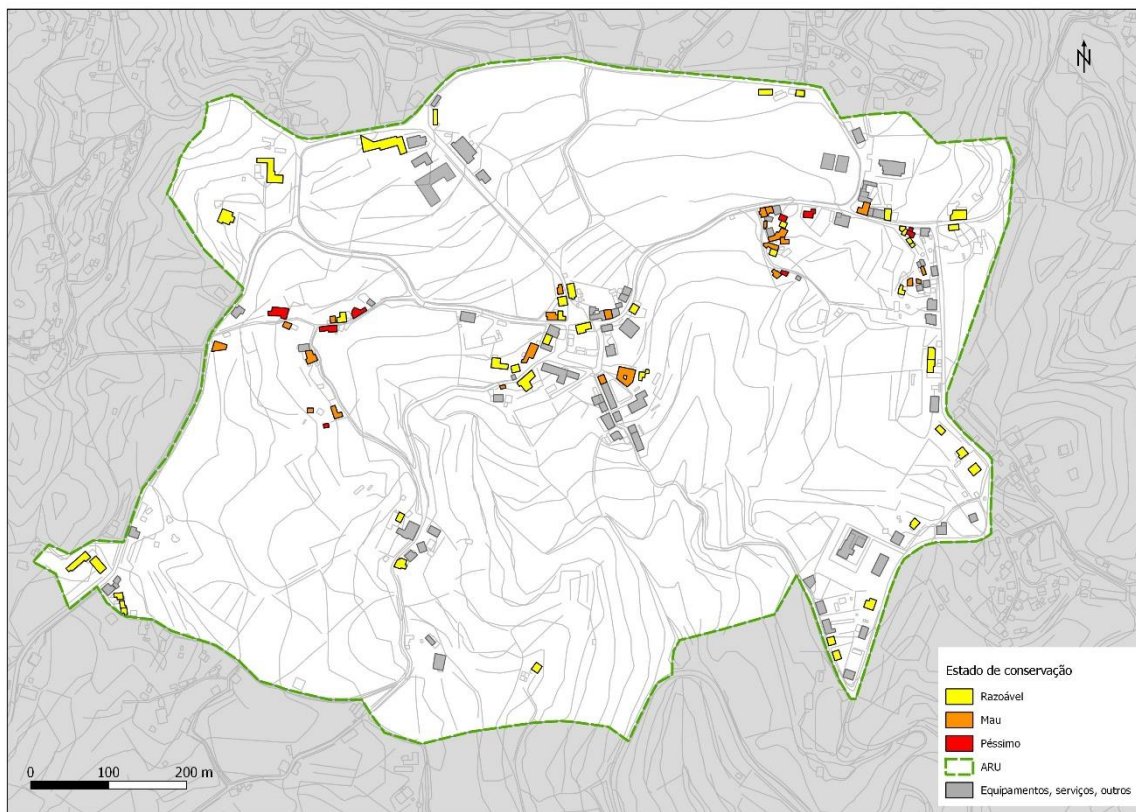 N
Estado de conservação
Razoável
Mau
Péssimo
ARU
Equipamentos, serviços, outros
0 100 200 m